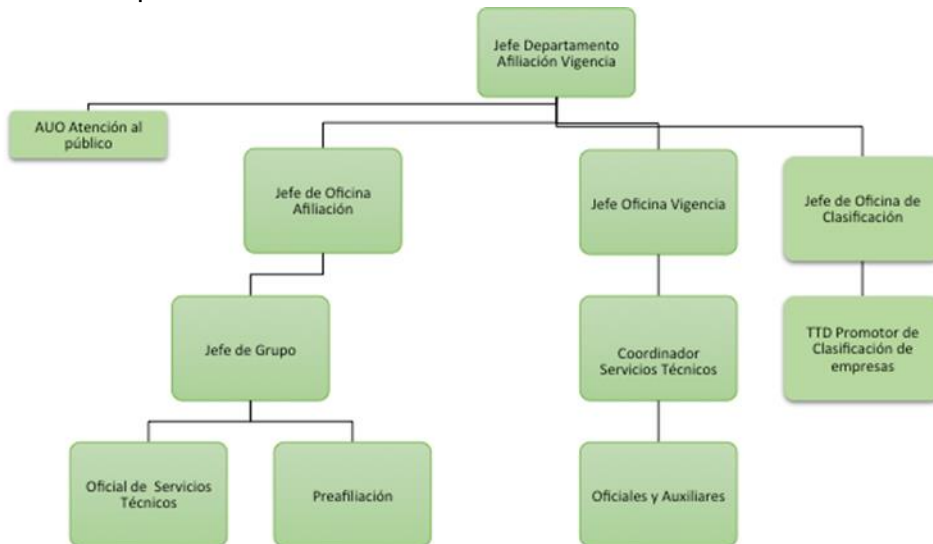 Jefe Departamento
Afiliación Vigencia
AUO Atención al
público
Jefe de Oficina
Afiliación
Jefe Oficina Vigencia
Jefe de Oficina de
Clasificación
Jefe de Grupo
Coordinador
Servicios Técnicos
TTD Promotor de
Clasificación de
empresas
Oficial de Servicios
Técnicos
Preafiliación
Oficiales y Auxiliares